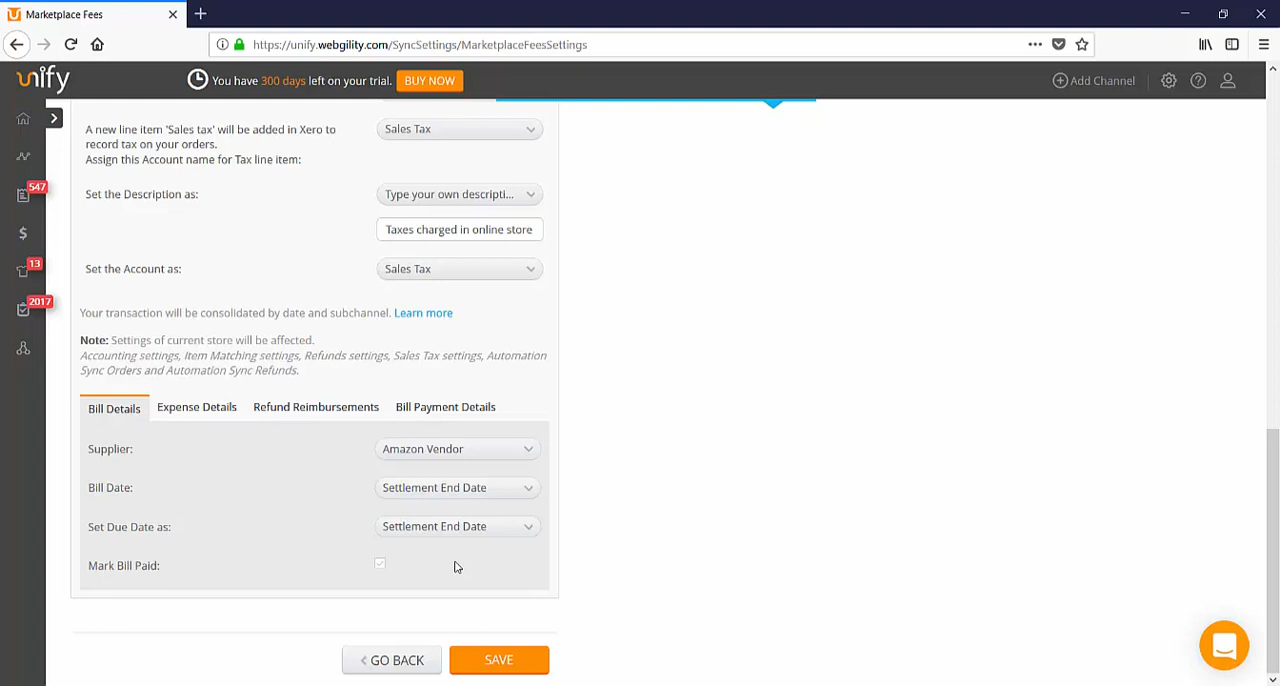 Marketplace Fees
https://unify.webgility.com/SyncSettings/MarketplaceFeesSettings
unify
You have 300 days left on your trial.
BUY NOW
Add Channel
A new line item 'Sales tax' will be added in Xero to
record tax on your orders.
Assign this Account name for Tax line item:
Sales Tax
547
Set the Description as:
Type your own descripti...
Taxes charged in online store
13
Set the Account as:
Sales Tax
2017
Your transaction will be consolidated by date and subchannel. Learn more
Note: Settings of current store will be affected.
Accounting settings, Item Matching settings, Refunds settings, Sales Tax settings, Automation
Sync Orders and Automation Sync Refunds.
Bill Details
Expense Details
Refund Reimbursements
Bill Payment Details
Supplier:
Amazon Vendor
Bill Date:
Settlement End Date
Set Due Date as:
Settlement End Date
Mark Bill Paid:
GO BACK
SAVE